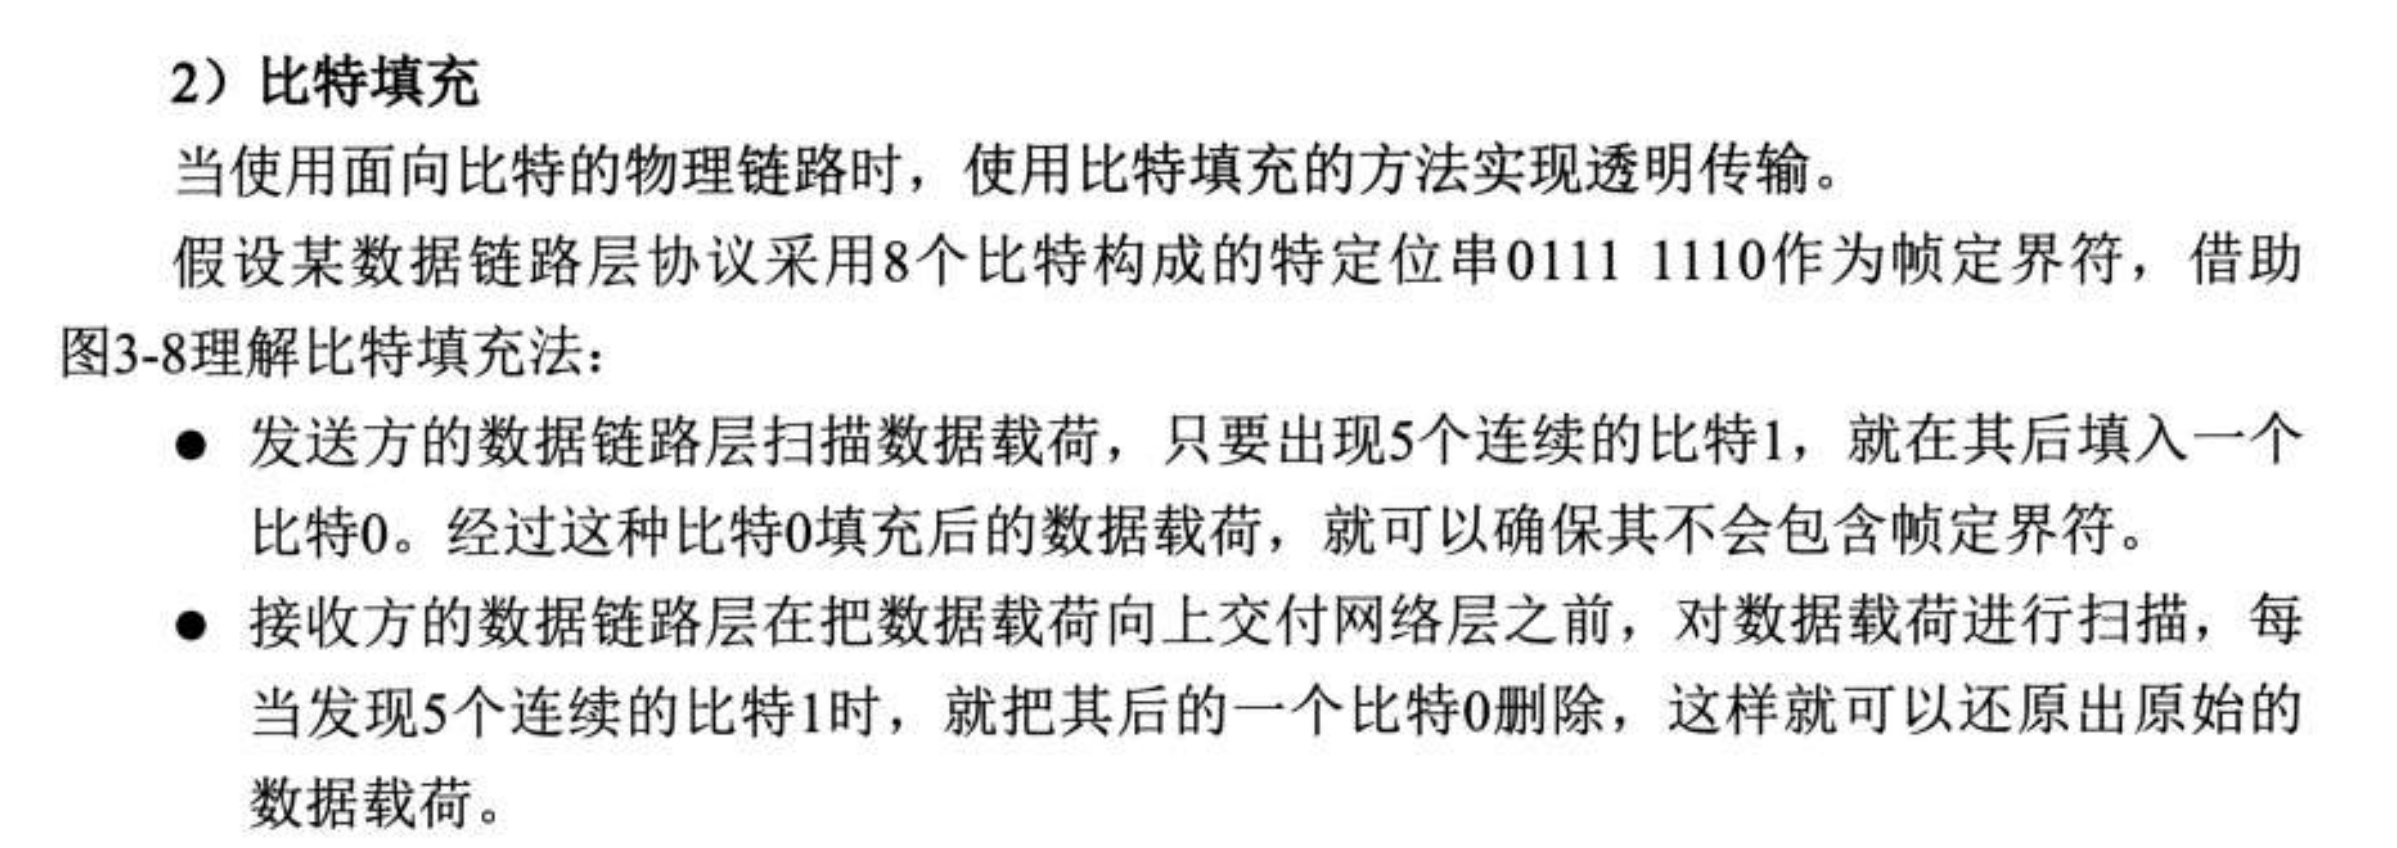 2）比特填充
当使用面向比特的物理链路时，使用比特填充的方法实现透明传输。
假设某数据链路层协议采用8个比特构成的特定位串0111 1110作为帧定界符，借助
图3-8理解比特填充法：
● 发送方的数据链路层扫描数据载荷，只要出现5个连续的比特1，就在其后填入一个
比特0。经过这种比特0填充后的数据载荷，就可以确保其不会包含帧定界符。
● 接收方的数据链路层在把数据载荷向上交付网络层之前，对数据载荷进行扫描，每
当发现5个连续的比特1时，就把其后的一个比特0删除，这样就可以还原出原始的
数据载荷。